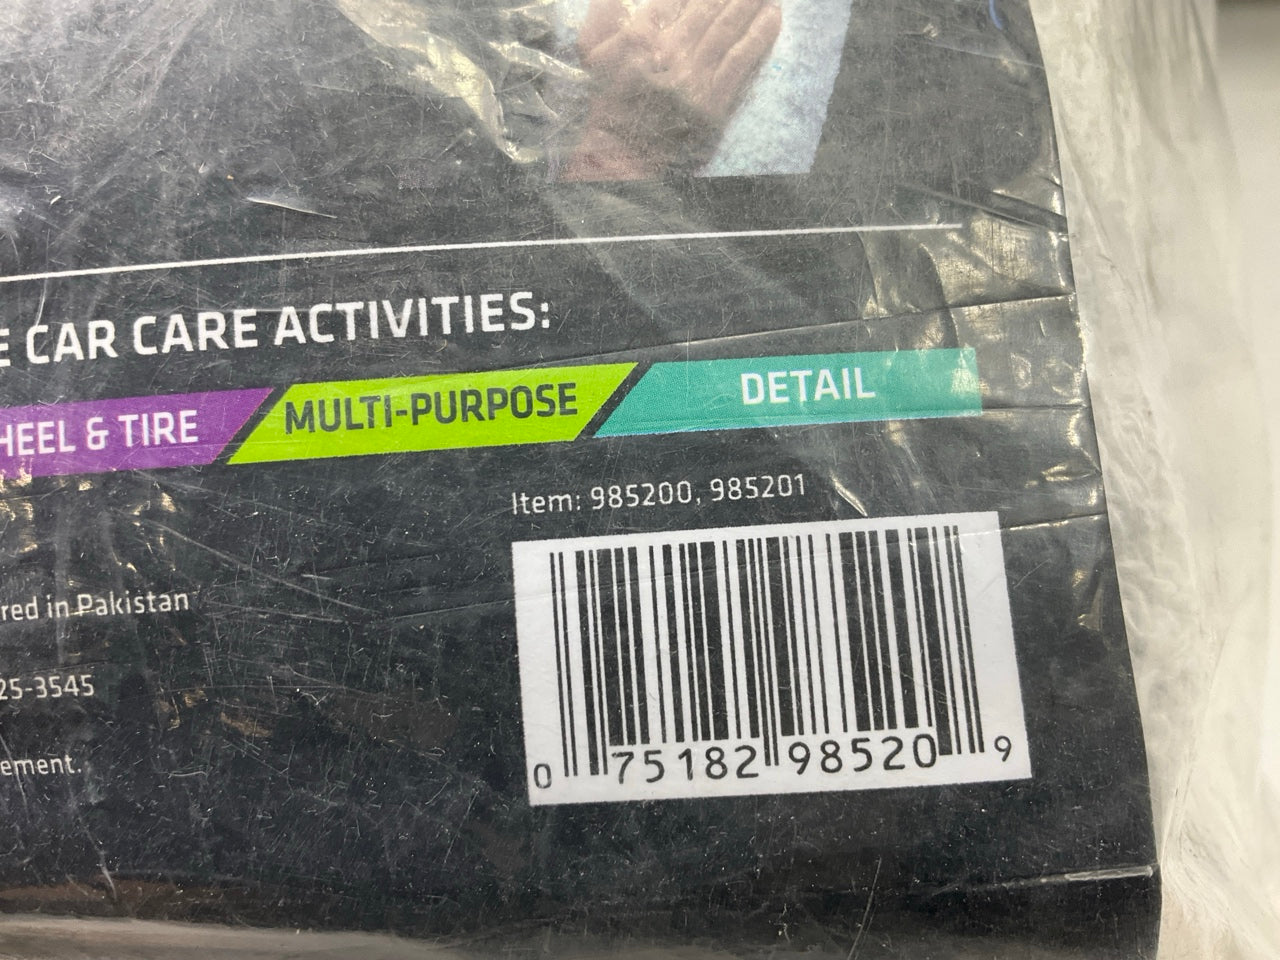 CAR CARE ACTIVITIES:
HEEL & TIRE MULTI-PURPOSE DETAIL
Item: 985200, 985201
red in Pakistan
25-3545
ement.
0 75182 98520 9